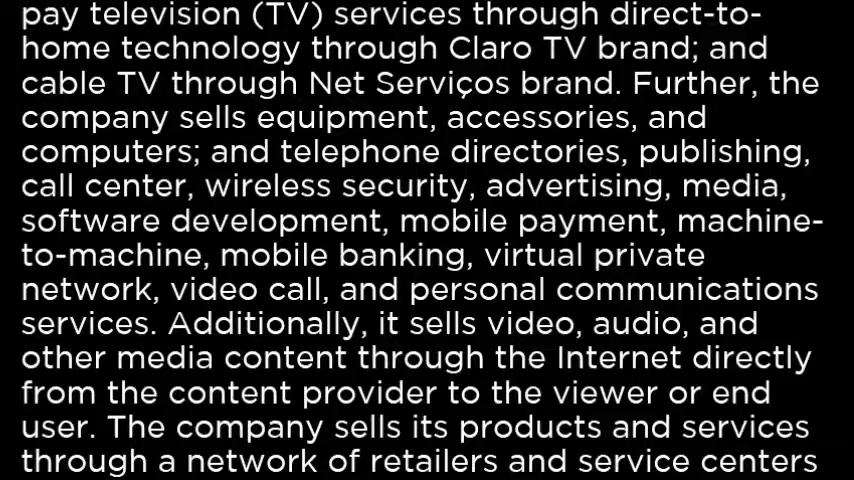 pay television (TV) services through direct-to-
home technology through Claro TV brand; and
cable TV through Net Serviços brand. Further, the
company sells equipment, accessories, and
computers; and telephone directories, publishing,
call center, wireless security, advertising, media,
software development, mobile payment, machine-
to-machine, mobile banking, virtual private
network, video call, and personal communications
services. Additionally, it sells video, audio, and
other media content through the Internet directly
from the content provider to the viewer or end
user. The company sells its products and services
through a network of retailers and service centers